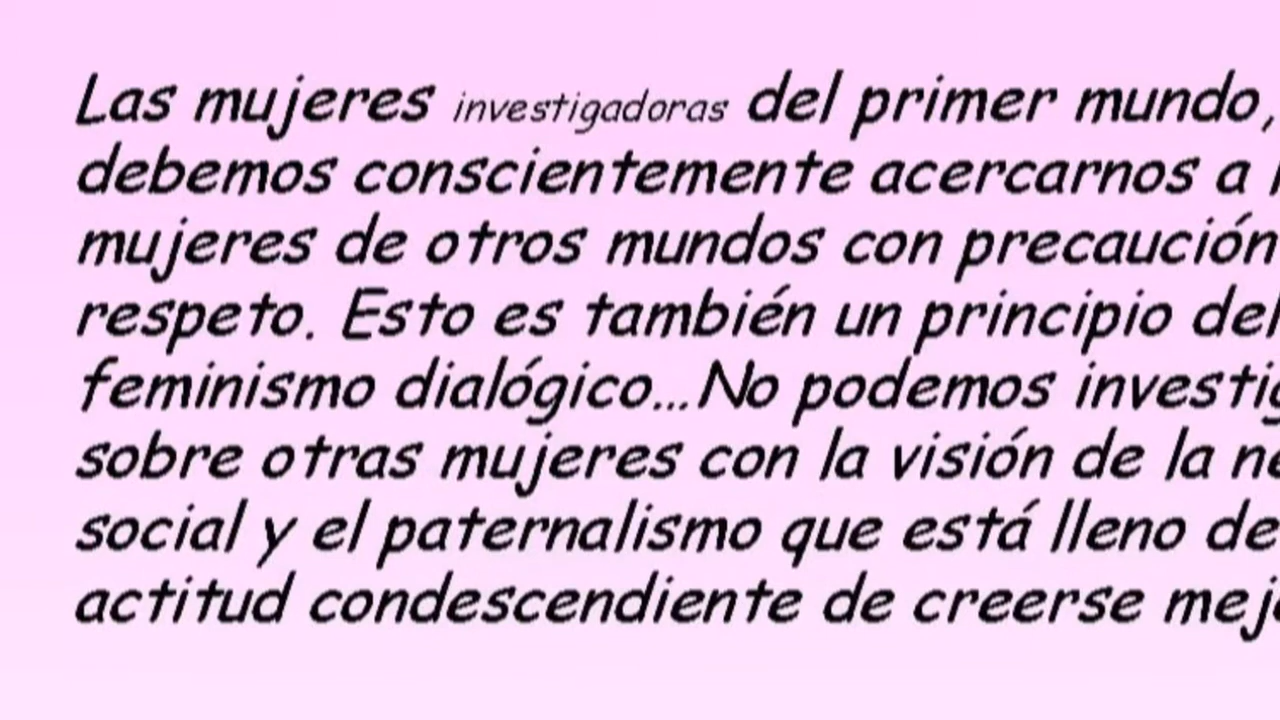 Las mujeres investigadoras del primer mundo,
debemos conscientemente acercarnos a
mujeres de otros mundos con precaución
respeto. Esto es también un principio del
feminismo dialógico...No podemos
sobre otras mujeres con la visión de la
social y el paternalismo que está lleno de
actitud condescendiente de creerse